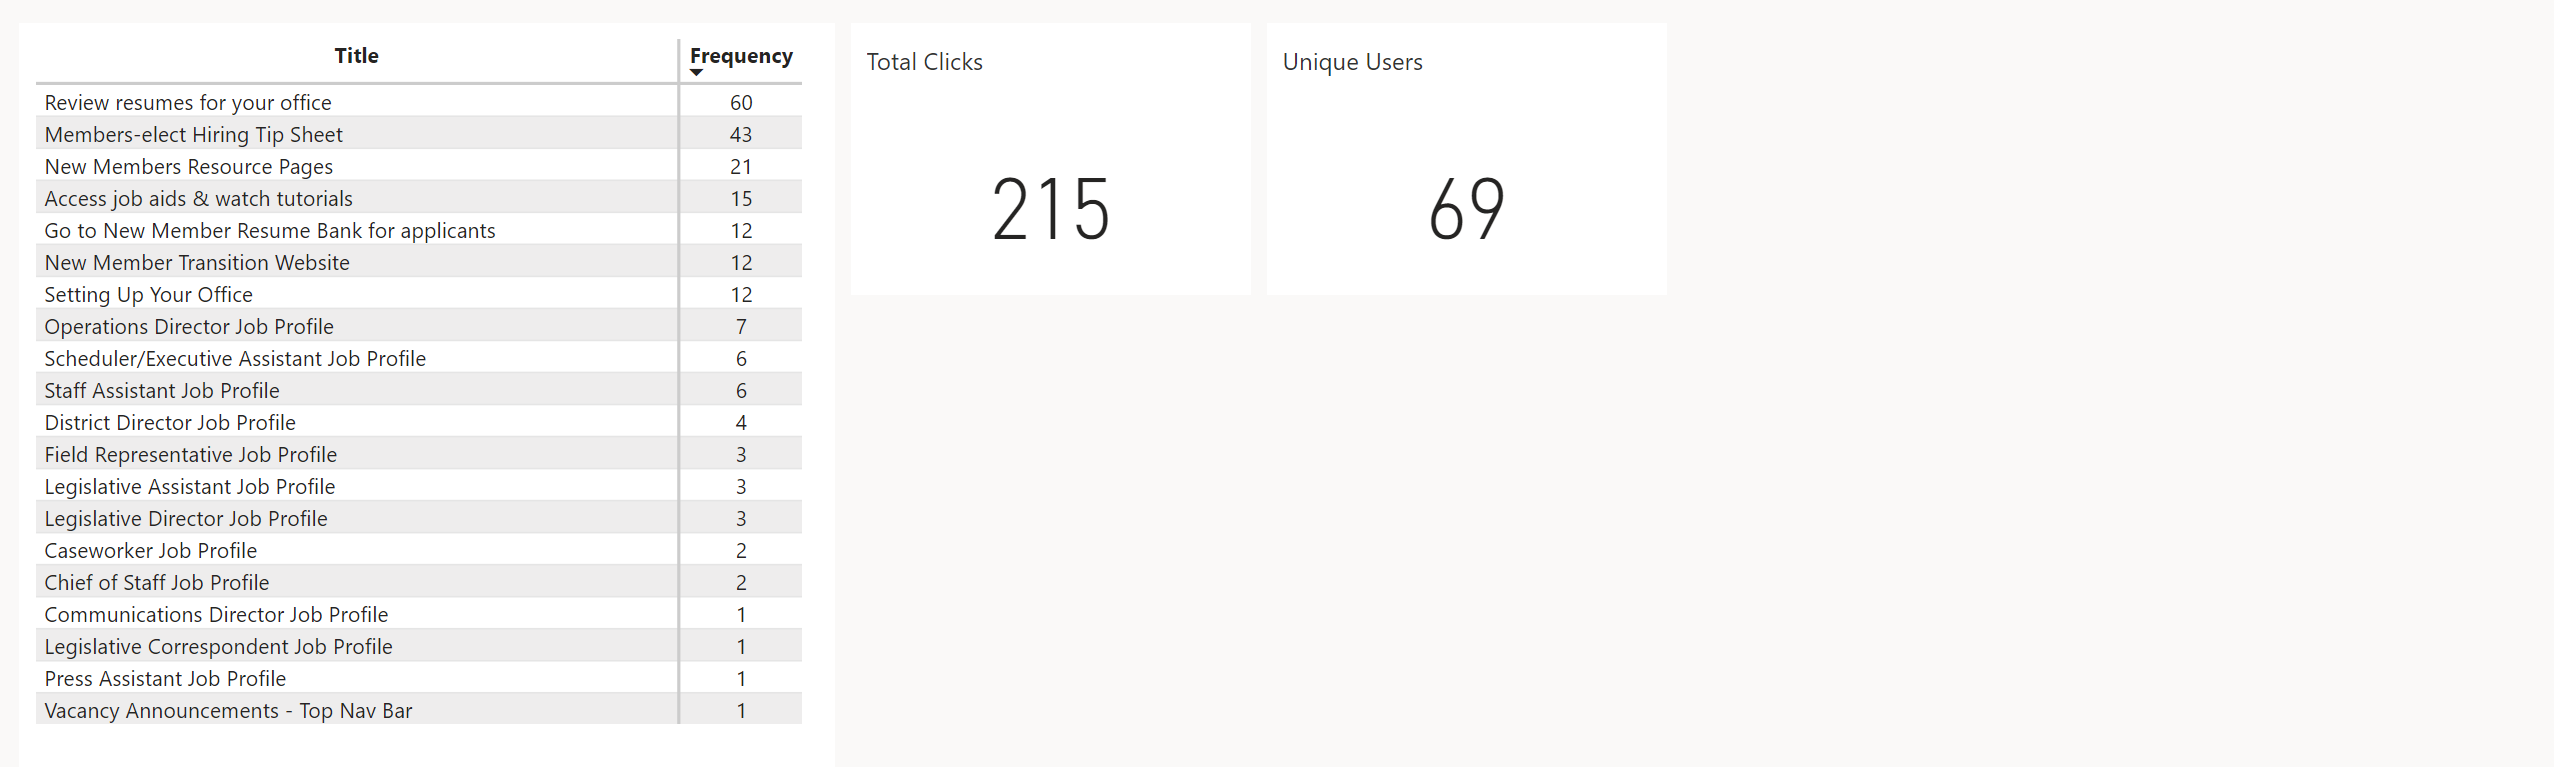 Title Frequency
Review resumes for your office 60
Members-elect Hiring Tip Sheet 43
New Members Resource Pages 21
Access job aids & watch tutorials 15
Go to New Member Resume Bank for applicants 12
New Member Transition Website 12
Setting Up Your Office 12
Operations Director Job Profile 7
Scheduler/Executive Assistant Job Profile 6
Staff Assistant Job Profile 6
District Director Job Profile 4
Field Representative Job Profile 3
Legislative Assistant Job Profile 3
Legislative Director Job Profile 3
Caseworker Job Profile 2
Chief of Staff Job Profile 2
Communications Director Job Profile 1
Legislative Correspondent Job Profile 1
Press Assistant Job Profile 1
Vacancy Announcements - Top Nav Bar 1
Total Clicks
215
Unique Users
69